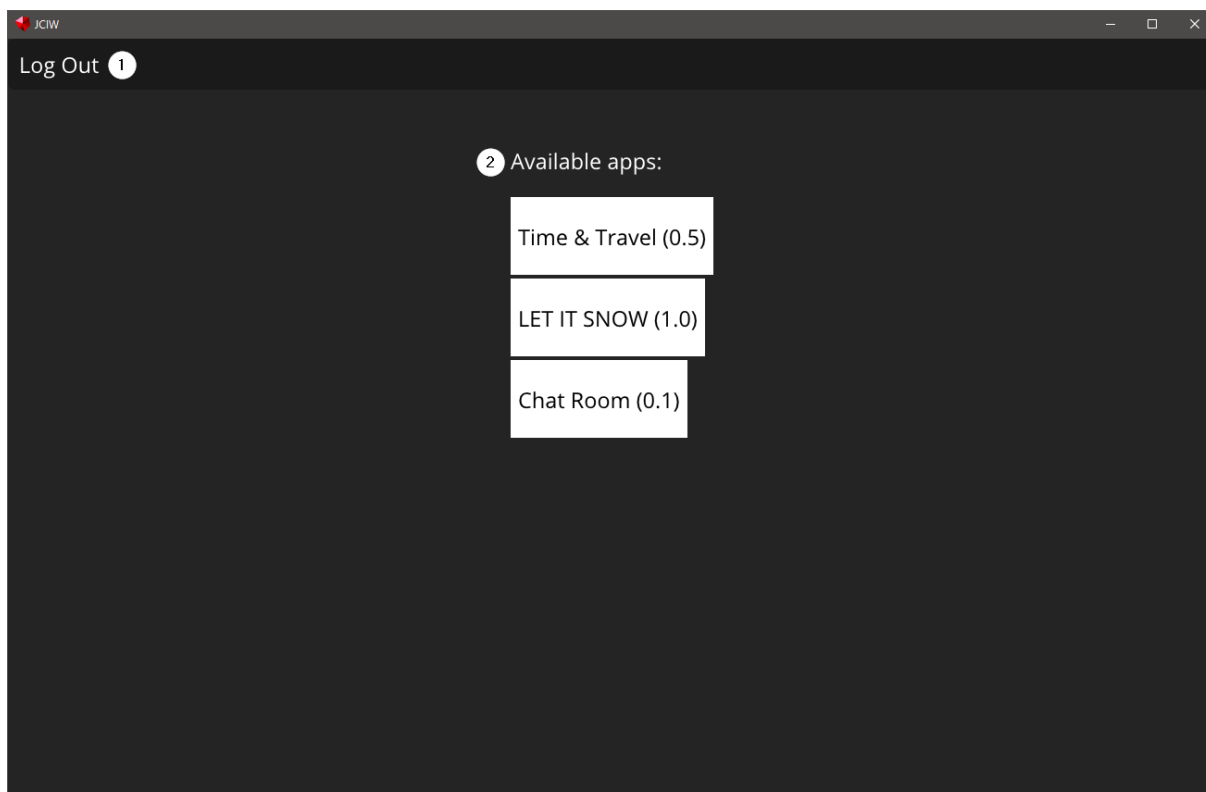 JCIW
Log Out 1
2 Available apps:
Time & Travel (0.5)
LET IT SNOW (1.0)
Chat Room (0.1)